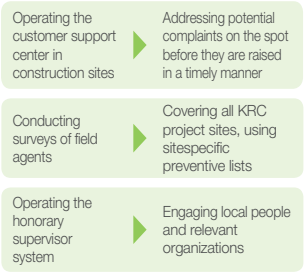 Operating the
customer support
center in
construction sites
Addressing potential
complaints on the spot
before they are raised
in a timely manner
Conducting
surveys of field
agents
Covering all KRC
project sites, using
sitespecific
preventive lists
Operating the
honorary
supervisor
system
Engaging local people
and relevant
organizations